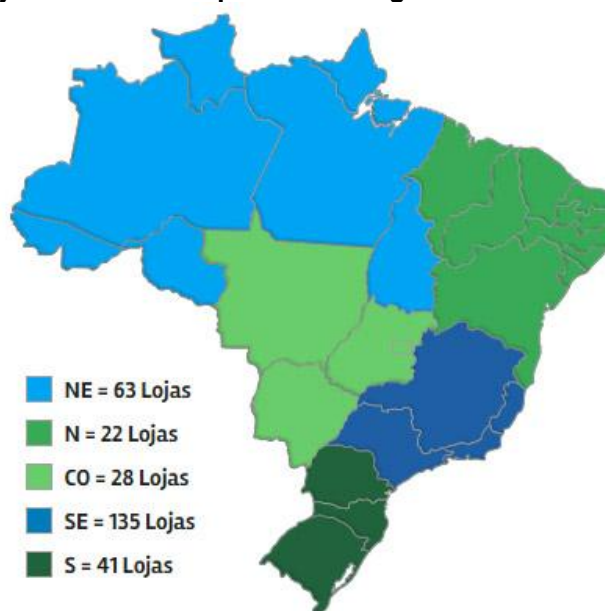 NE = 63 Lojas
N = 22 Lojas
CO = 28 Lojas
SE = 135 Lojas
S = 41 Lojas